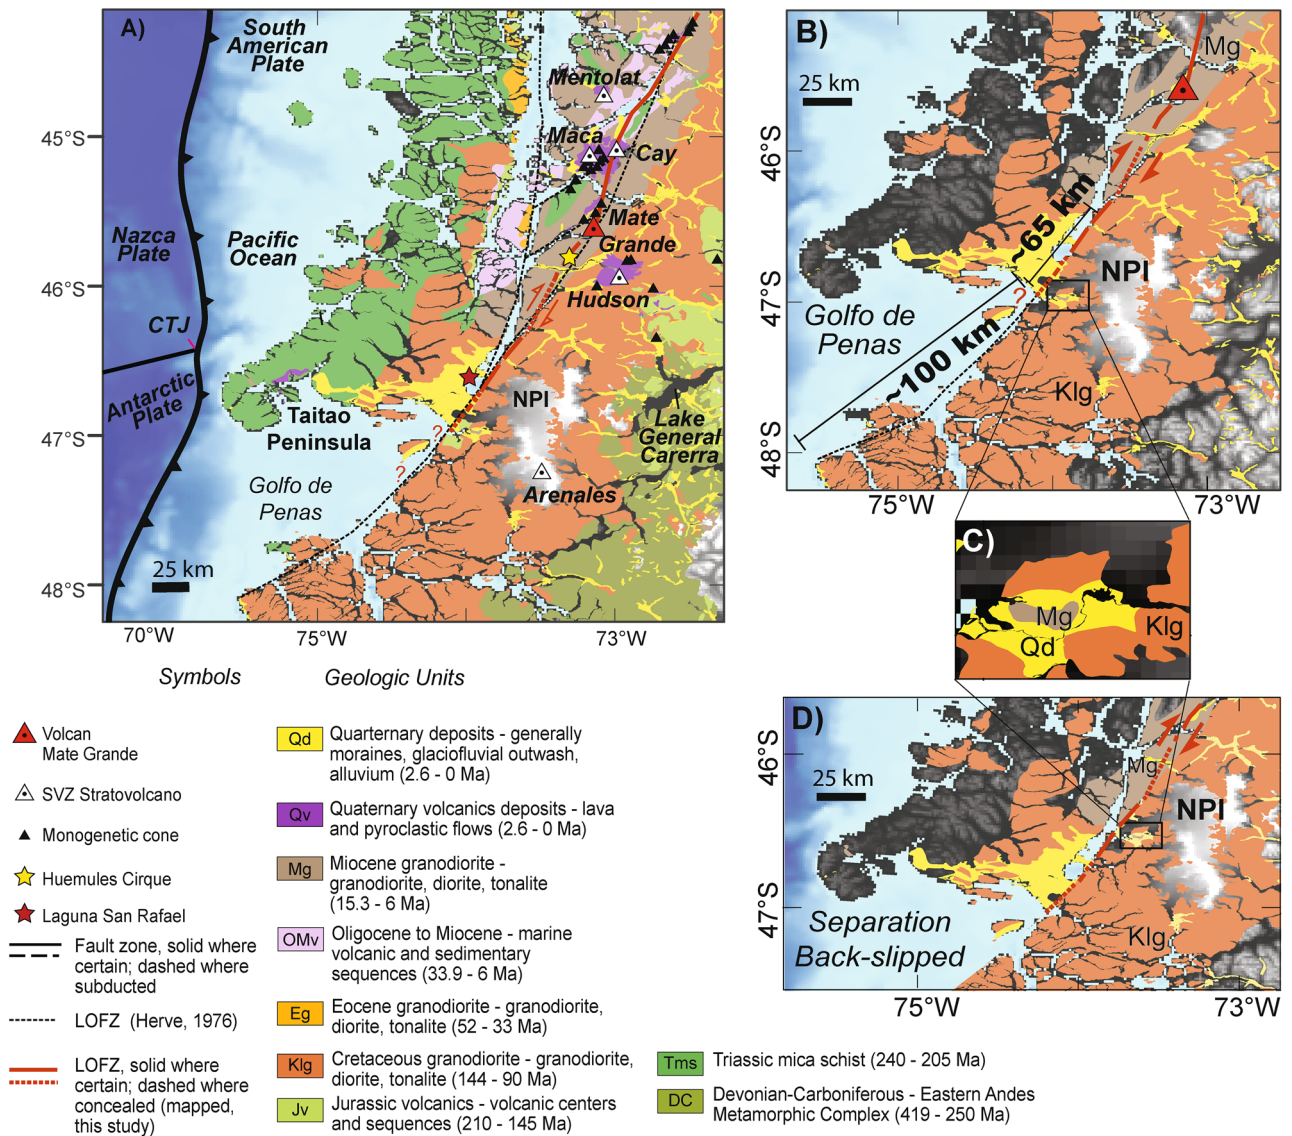 A)
South
American
Plate
Mentolat
45°S
Maca
Cay
Nazca
Plate
Pacific
Ocean
Mate
Grande
46°S
Hudson
CTJ
Antarctic
Plate
NPI
Taitao
Peninsula
Lake
General
Carerra
47°S
?
?
Golfo de
Penas
Arenales
25 km
48°S
70°W
75°W
73°W
B)
Mg
25 km
46°S
~65 km
NPI
47°S
?
Golfo de
Penas
~100 km
Klg
48°S
75°W
73°W
C)
Mg
Klg
Qd
D)
46°S
Mg
25 km
NPI
47°S
Separation
Back-slipped
Klg
75°W
73°W
Symbols
Volcan
Mate Grande
SVZ Stratovolcano
Monogenetic cone
Huemules Cirque
Laguna San Rafael
Fault zone, solid where
certain; dashed where
subducted
LOFZ (Herve, 1976)
LOFZ, solid where
certain; dashed where
concealed (mapped,
this study)
Geologic Units
Qd
Quarternary deposits - generally
moraines, glaciofluvial outwash,
alluvium (2.6 - 0 Ma)
Qv
Quaternary volcanics deposits - lava
and pyroclastic flows (2.6 - 0 Ma)
Mg
Miocene granodiorite -
granodiorite, diorite, tonalite
(15.3 - 6 Ma)
OMv
Oligocene to Miocene - marine
volcanic and sedimentary
sequences (33.9 - 6 Ma)
Eg
Eocene granodiorite - granodiorite,
diorite, tonalite (52 - 33 Ma)
Klg
Cretaceous granodiorite - granodiorite,
diorite, tonalite (144 - 90 Ma)
Jv
Jurassic volcanics - volcanic centers
and sequences (210 - 145 Ma)
Tms
Triassic mica schist (240 - 205 Ma)
DC
Devonian-Carboniferous - Eastern Andes
Metamorphic Complex (419 - 250 Ma)